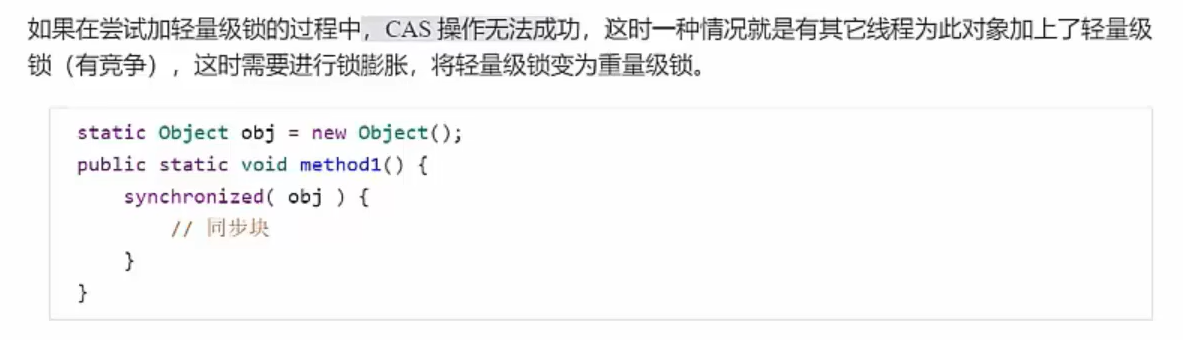 如果在尝试加轻量级锁的过程中，CAS 操作无法成功，这时一种情况就是有其它线程为此对象加上了轻量级
锁（有竞争），这时需要进行锁膨胀，将轻量级锁变为重量级锁。
static Object obj = new Object();
public static void method1() {
    synchronized( obj ) {
        // 同步块
    }
}